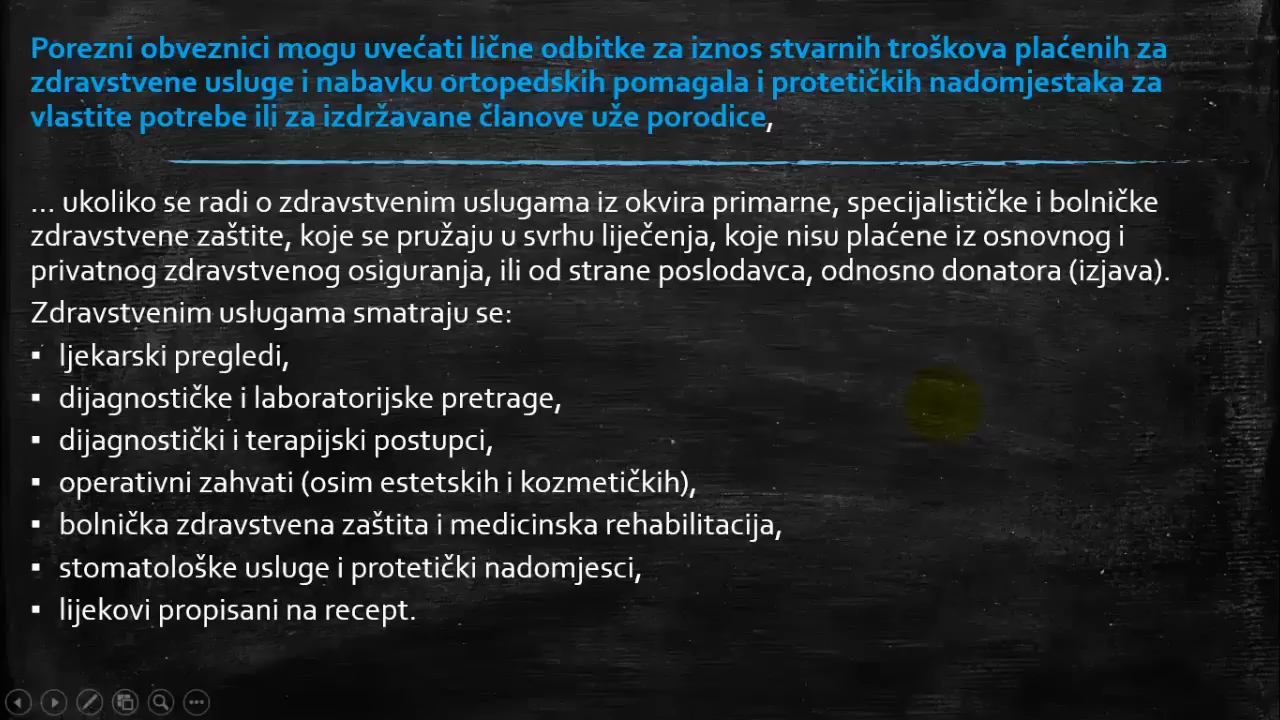 Porezni obveznici mogu uvećati lične odbitke za iznos stvarnih troškova plaćenih za
zdravstvene usluge i nabavku ortopedskih pomagala i protetičkih nadomjestaka za
vlastite potrebe ili za izdržavane članove uže porodice,
... ukoliko se radi o zdravstvenim uslugama iz okvira primarne, specijalističke i bolničke
zdravstvene zaštite, koje se pružaju u svrhu liječenja, koje nisu plaćene iz osnovnog i
privatnog zdravstvenog osiguranja, ili od strane poslodavca, odnosno donatora (izjava).
Zdravstvenim uslugama smatraju se:
▪ ljekarski pregledi,
▪ dijagnostičke i laboratorijske pretrage,
▪ dijagnostički i terapijski postupci,
▪ operativni zahvati (osim estetskih i kozmetičkih),
▪ bolnička zdravstvena zaštita i medicinska rehabilitacija,
▪ stomatološke usluge i protetički nadomjesci,
▪ lijekovi propisani na recept.